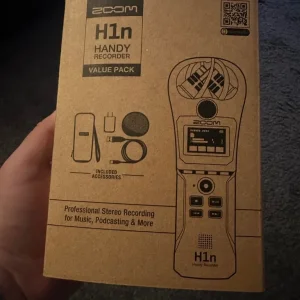 ZOOM
H1n
HANDY
RECORDER
VALUE PACK
INCLUDED
ACCESSORIES
Professional Stereo Recording
for Music, Podcasting & More
ZOOM
H1n
Handy Recorder